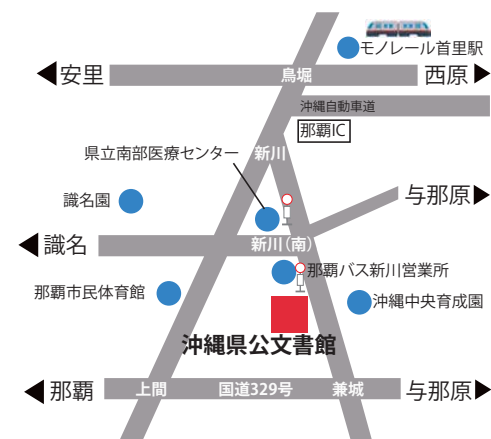 モノレール首里駅
安里
鳥堀
西原
沖縄自動車道
那覇IC
県立南部医療センター
新川
識名園
与那原
識名
新川(南)
那覇バス新川営業所
那覇市民体育館
沖縄中央育成園
沖縄県公文書館
那覇
上間
国道329号
兼城
与那原